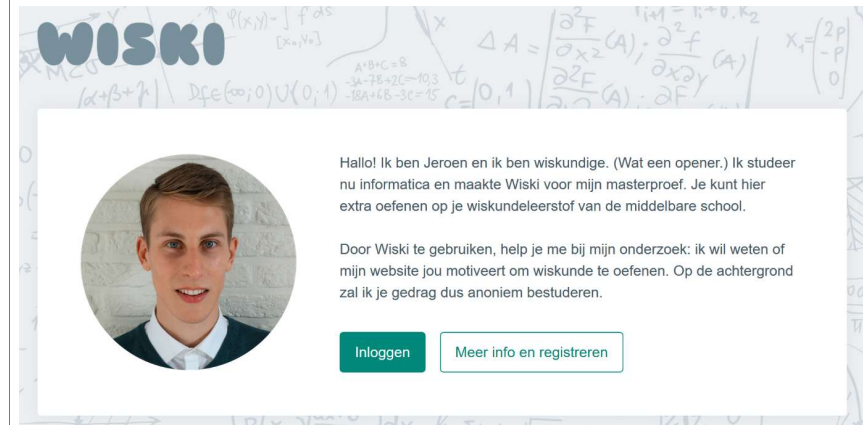 WISKI
Hallo! Ik ben Jeroen en ik ben wiskundige. (Wat een opener.) Ik studeer
nu informatica en maakte Wiski voor mijn masterproef. Je kunt hier
extra oefenen op je wiskundeleerstof van de middelbare school.
Door Wiski te gebruiken, help je me bij mijn onderzoek: ik wil weten of
mijn website jou motiveert om wiskunde te oefenen. Op de achtergrond
zal ik je gedrag dus anoniem bestuderen.
Inloggen
Meer info en registreren